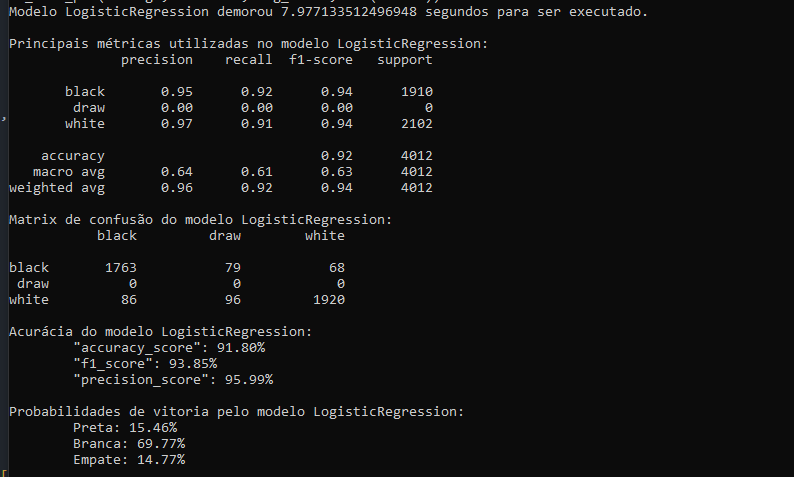 Modelo LogisticRegression demorou 7.977133512496948 segundos para ser executado.
Principais métricas utilizadas no modelo LogisticRegression:
precision recall f1-score support
black 0.95 0.92 0.94 1910
draw 0.00 0.00 0.00 0
white 0.97 0.91 0.94 2102
accuracy 0.92 4012
macro avg 0.64 0.61 0.63 4012
weighted avg 0.96 0.92 0.94 4012
Matrix de confusão do modelo LogisticRegression:
black draw white
black 1763 79 68
draw 0 0 0
white 86 96 1920
Acurácia do modelo LogisticRegression:
"accuracy_score": 91.80%
"f1_score": 93.85%
"precision_score": 95.99%
Probabilidades de vitoria pelo modelo LogisticRegression:
Preta: 15.46%
Branca: 69.77%
Empate: 14.77%